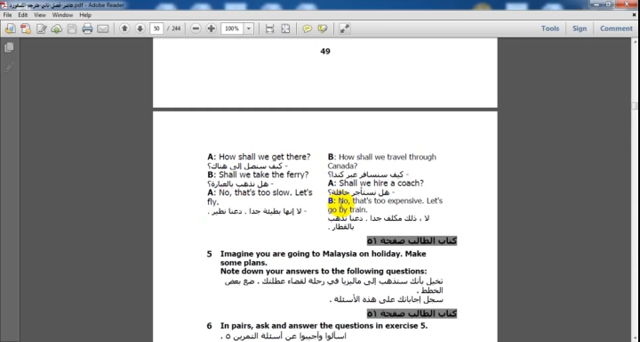 .pdf - Adobe Reader
File Edit View Window Help
50 / 244 100% Tools Sign Comment
49
A: How shall we get there?
- كيف سنصل إلى هناك؟
B: Shall we take the ferry?
- هل نذهب بالعبارة؟
A: No, that's too slow. Let's
fly.
- لا إنها بطيئة جدا . دعنا نطير .
B: How shall we travel through
Canada?
- كيف سنسافر عبر كندا؟
A: Shall we hire a coach?
- هل نستأجر حافلة؟
B: No, that's too expensive. Let's
go by train.
لا ، ذلك مكلف جدا . دعنا نذهب
بالقطار .
كتاب الطالب صفحة ٥١
5 Imagine you are going to Malaysia on holiday. Make
some plans.
Note down your answers to the following questions:
تخيل بأنك ستذهب إلى ماليزيا في رحلة لقضاء عطلتك . ضع بعض
الخطط .
سجل إجاباتك على هذه الأسئلة .
كتاب الطالب صفحة ٥١
6 In pairs, ask and answer the questions in exercise 5.
اسألوا وأجيبوا عن أسئلة التمرين ٥ .